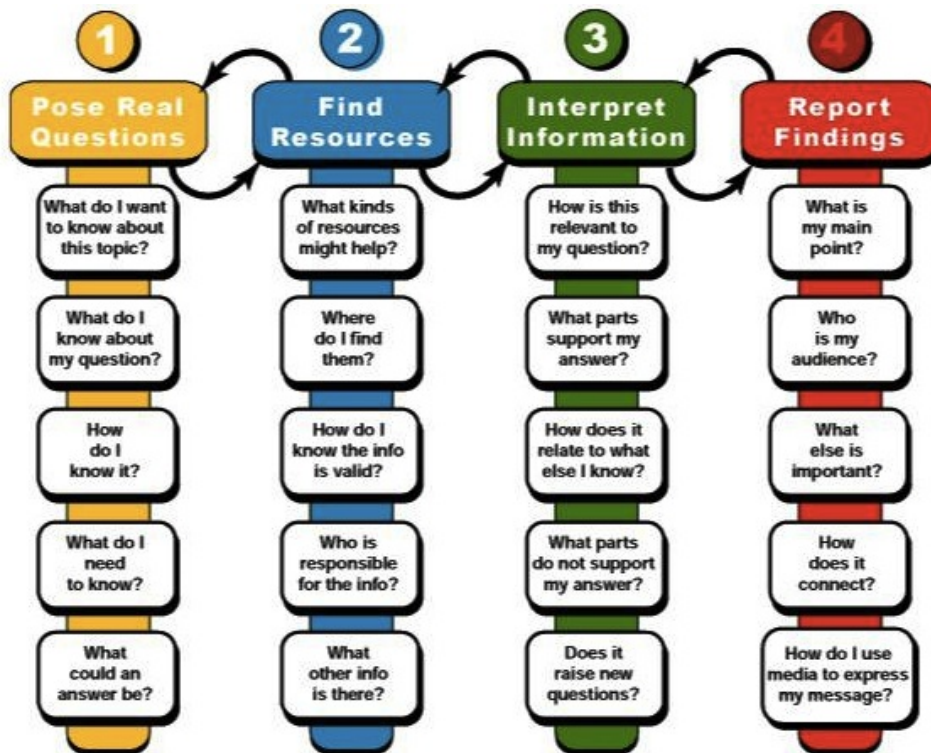 1
Pose Real
Questions
What do I want
to know about
this topic?
What do I
know about
my question?
How
do I
know it?
What do I
need
to know?
What
could an
answer be?
2
Find
Resources
What kinds
of resources
might help?
Where
do I find
them?
How do I
know the info
is valid?
Who is
responsible
for the info?
What
other info
is there?
3
Interpret
Information
How is this
relevant to
my question?
What parts
support my
answer?
How does it
relate to what
else I know?
What parts
do not support
my answer?
Does it
raise new
questions?
4
Report
Findings
What is
my main
point?
Who
is my
audience?
What
else is
important?
How
does it
connect?
How do I use
media to express
my message?